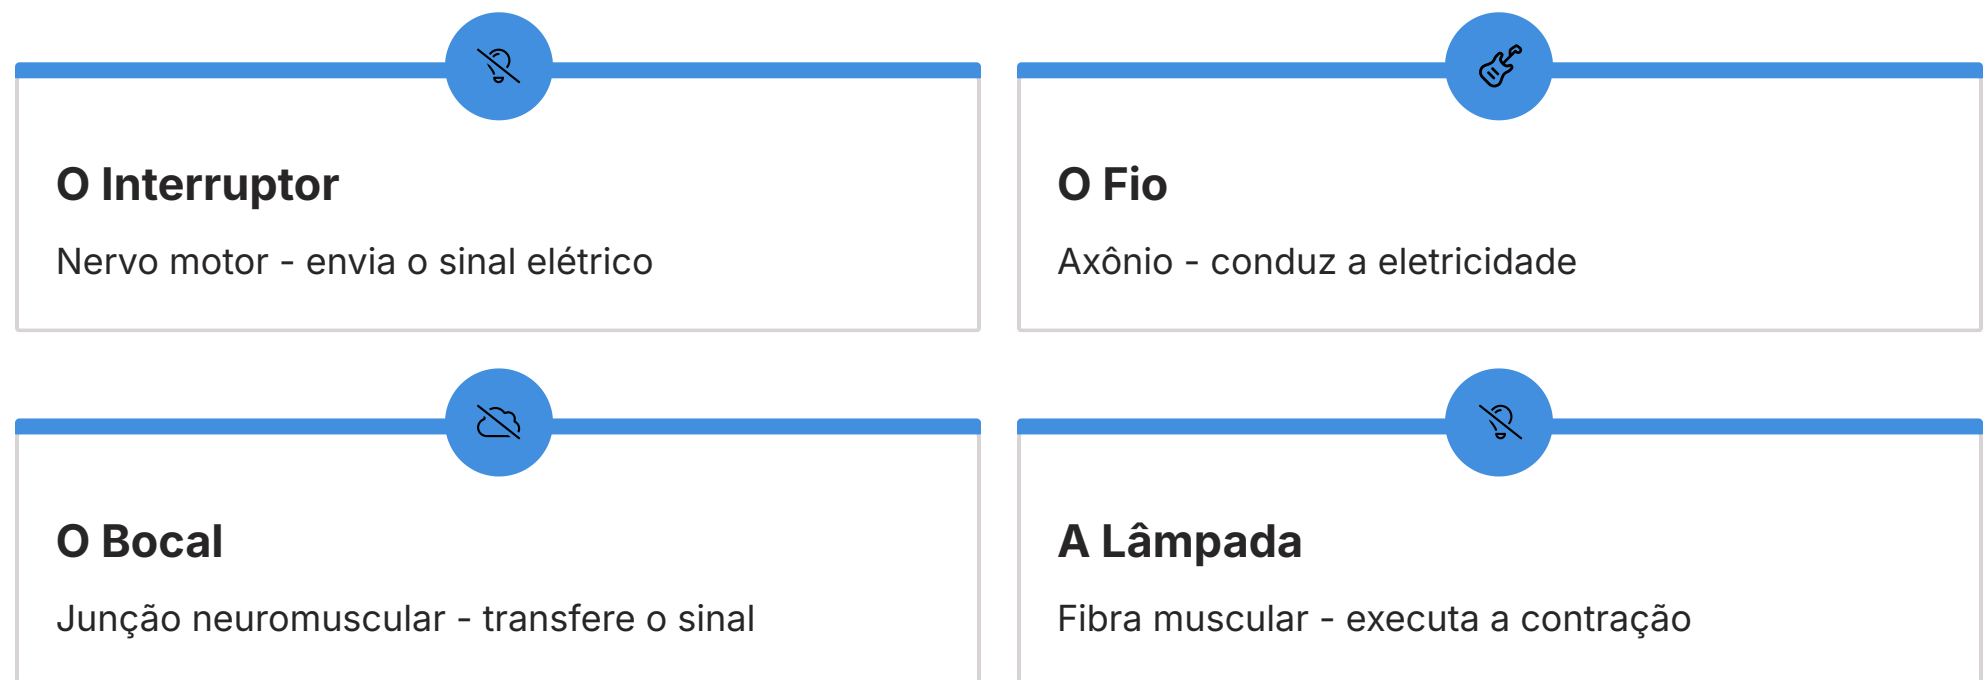 O Interruptor
Nervo motor - envia o sinal elétrico
O Fio
Axônio - conduz a eletricidade
O Bocal
Junção neuromuscular - transfere o sinal
A Lâmpada
Fibra muscular - executa a contração